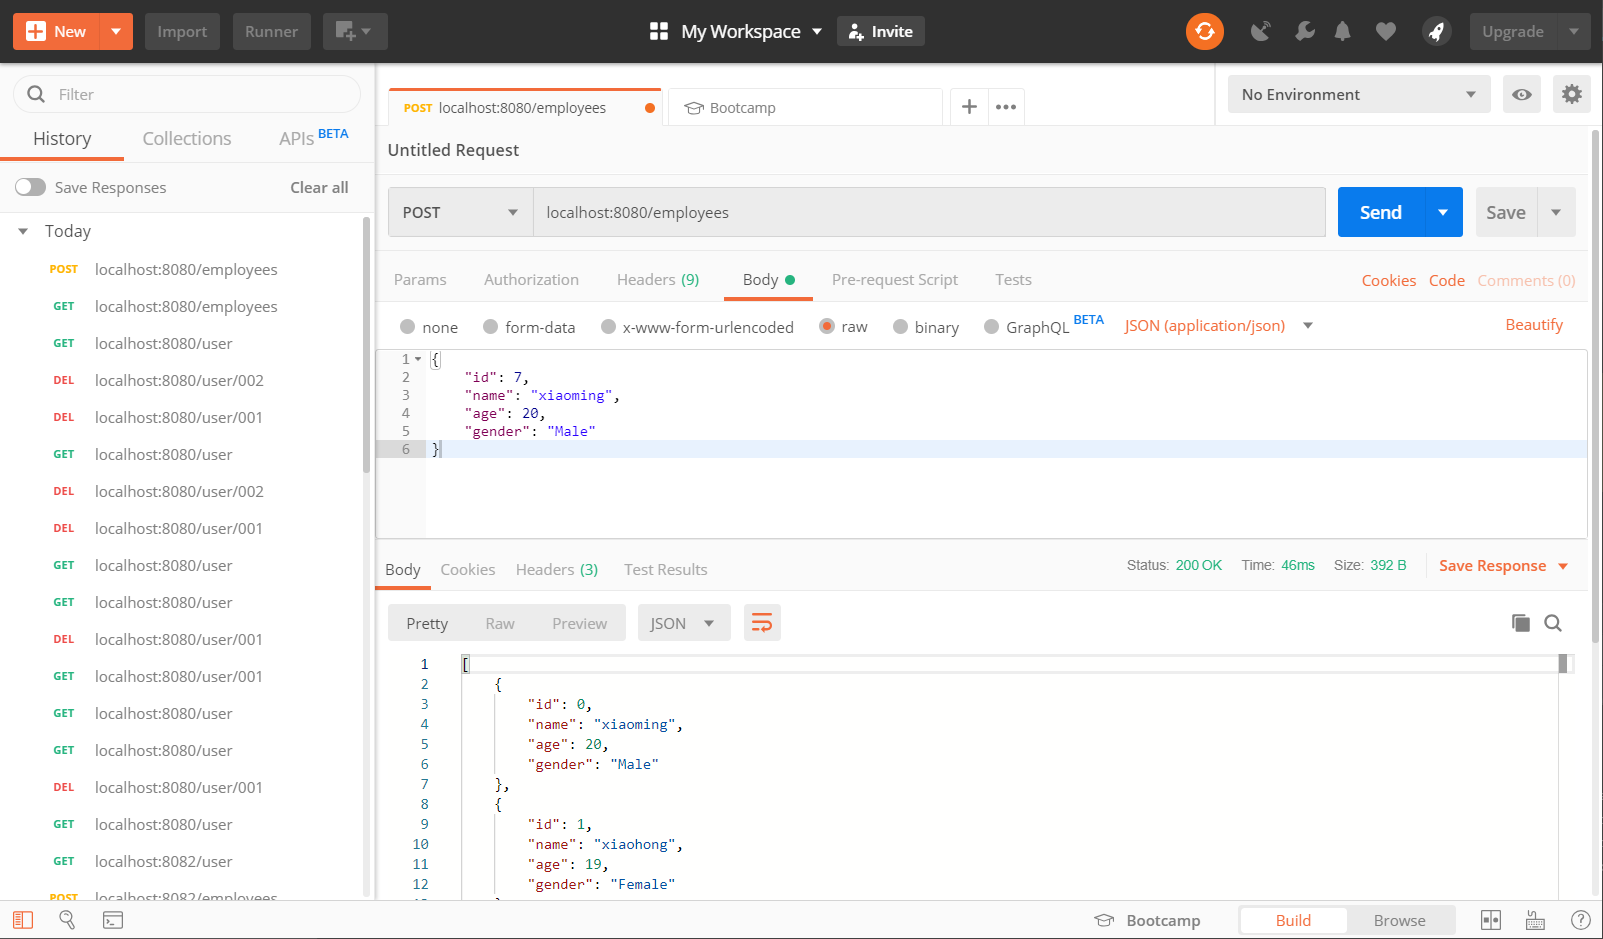 New
Import
Runner
My Workspace
Invite
Upgrade
Filter
History
Collections
APIs BETA
Save Responses
Clear all
Today
POST localhost:8080/employees
GET localhost:8080/employees
GET localhost:8080/user
DEL localhost:8080/user/002
DEL localhost:8080/user/001
GET localhost:8080/user
DEL localhost:8080/user/002
DEL localhost:8080/user/001
GET localhost:8080/user
GET localhost:8080/user
DEL localhost:8080/user/001
GET localhost:8080/user/001
GET localhost:8080/user
GET localhost:8080/user
DEL localhost:8080/user/001
GET localhost:8080/user
GET localhost:8082/user
POST localhost:8082/employees
POST localhost:8080/employees
Bootcamp
No Environment
Untitled Request
POST
localhost:8080/employees
Send
Save
Params
Authorization
Headers (9)
Body
Pre-request Script
Tests
Cookies
Code
Comments (0)
none
form-data
x-www-form-urlencoded
raw
binary
GraphQL BETA
JSON (application/json)
Beautify
1 {
2 "id": 7,
3 "name": "xiaoming",
4 "age": 20,
5 "gender": "Male"
6 }
Body
Cookies
Headers (3)
Test Results
Status: 200 OK
Time: 46ms
Size: 392 B
Save Response
Pretty
Raw
Preview
JSON
1 [
2 {
3 "id": 0,
4 "name": "xiaoming",
5 "age": 20,
6 "gender": "Male"
7 },
8 {
9 "id": 1,
10 "name": "xiaohong",
11 "age": 19,
12 "gender": "Female"
Bootcamp
Build
Browse